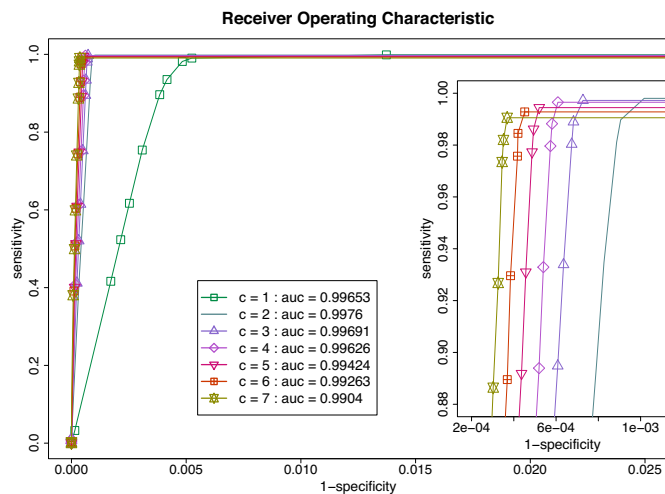 Receiver Operating Characteristic
sensitivity
1.0
0.8
0.6
0.4
0.2
0.0
0.000
0.005
0.010
0.015
0.020
0.025
1−specificity
c = 1 : auc = 0.99653
c = 2 : auc = 0.9976
c = 3 : auc = 0.99691
c = 4 : auc = 0.99626
c = 5 : auc = 0.99424
c = 6 : auc = 0.99263
c = 7 : auc = 0.9904
sensitivity
1.00
0.98
0.96
0.94
0.92
0.90
0.88
2e−04
6e−04
1e−03
1−specificity